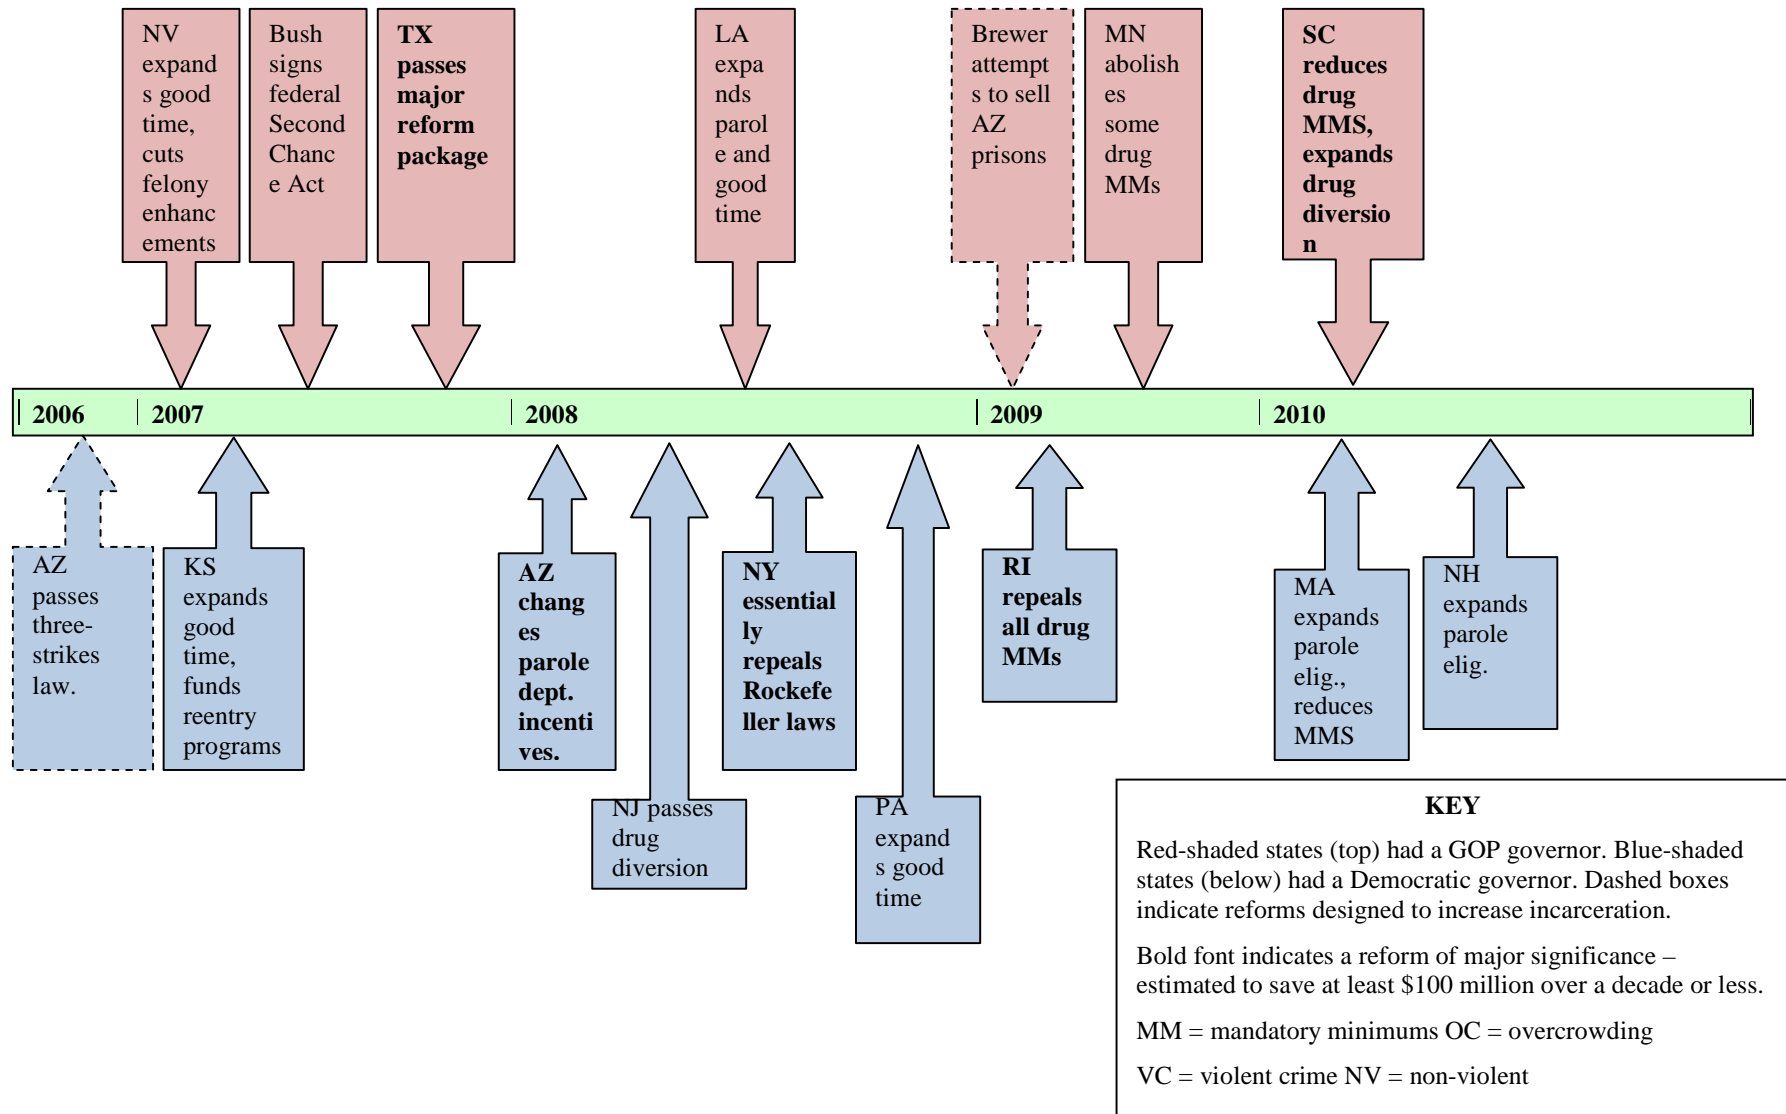 NV
expand
s good
time,
cuts
felony
enhanc
ements
Bush
signs
federal
Second
Chanc
e Act
TX
passes
major
reform
package
LA
expa
nds
parol
e and
good
time
Brewer
attempt
s to sell
AZ
prisons
MN
abolish
es
some
drug
MMs
SC
reduces
drug
MMS,
expands
drug
diversio
n
2006
2007
2008
2009
2010
AZ
passes
three-
strikes
law.
KS
expands
good
time,
funds
reentry
programs
AZ
chang
es
parole
dept.
incenti
ves.
NJ passes
drug
diversion
NY
essential
ly
repeals
Rockefe
ller laws
PA
expand
s good
time
RI
repeals
all drug
MMs
MA
expands
parole
elig.,
reduces
MMS
NH
expands
parole
elig.
KEY
Red-shaded states (top) had a GOP governor. Blue-shaded
states (below) had a Democratic governor. Dashed boxes
indicate reforms designed to increase incarceration.
Bold font indicates a reform of major significance –
estimated to save at least $100 million over a decade or less.
MM = mandatory minimums OC = overcrowding
VC = violent crime NV = non-violent